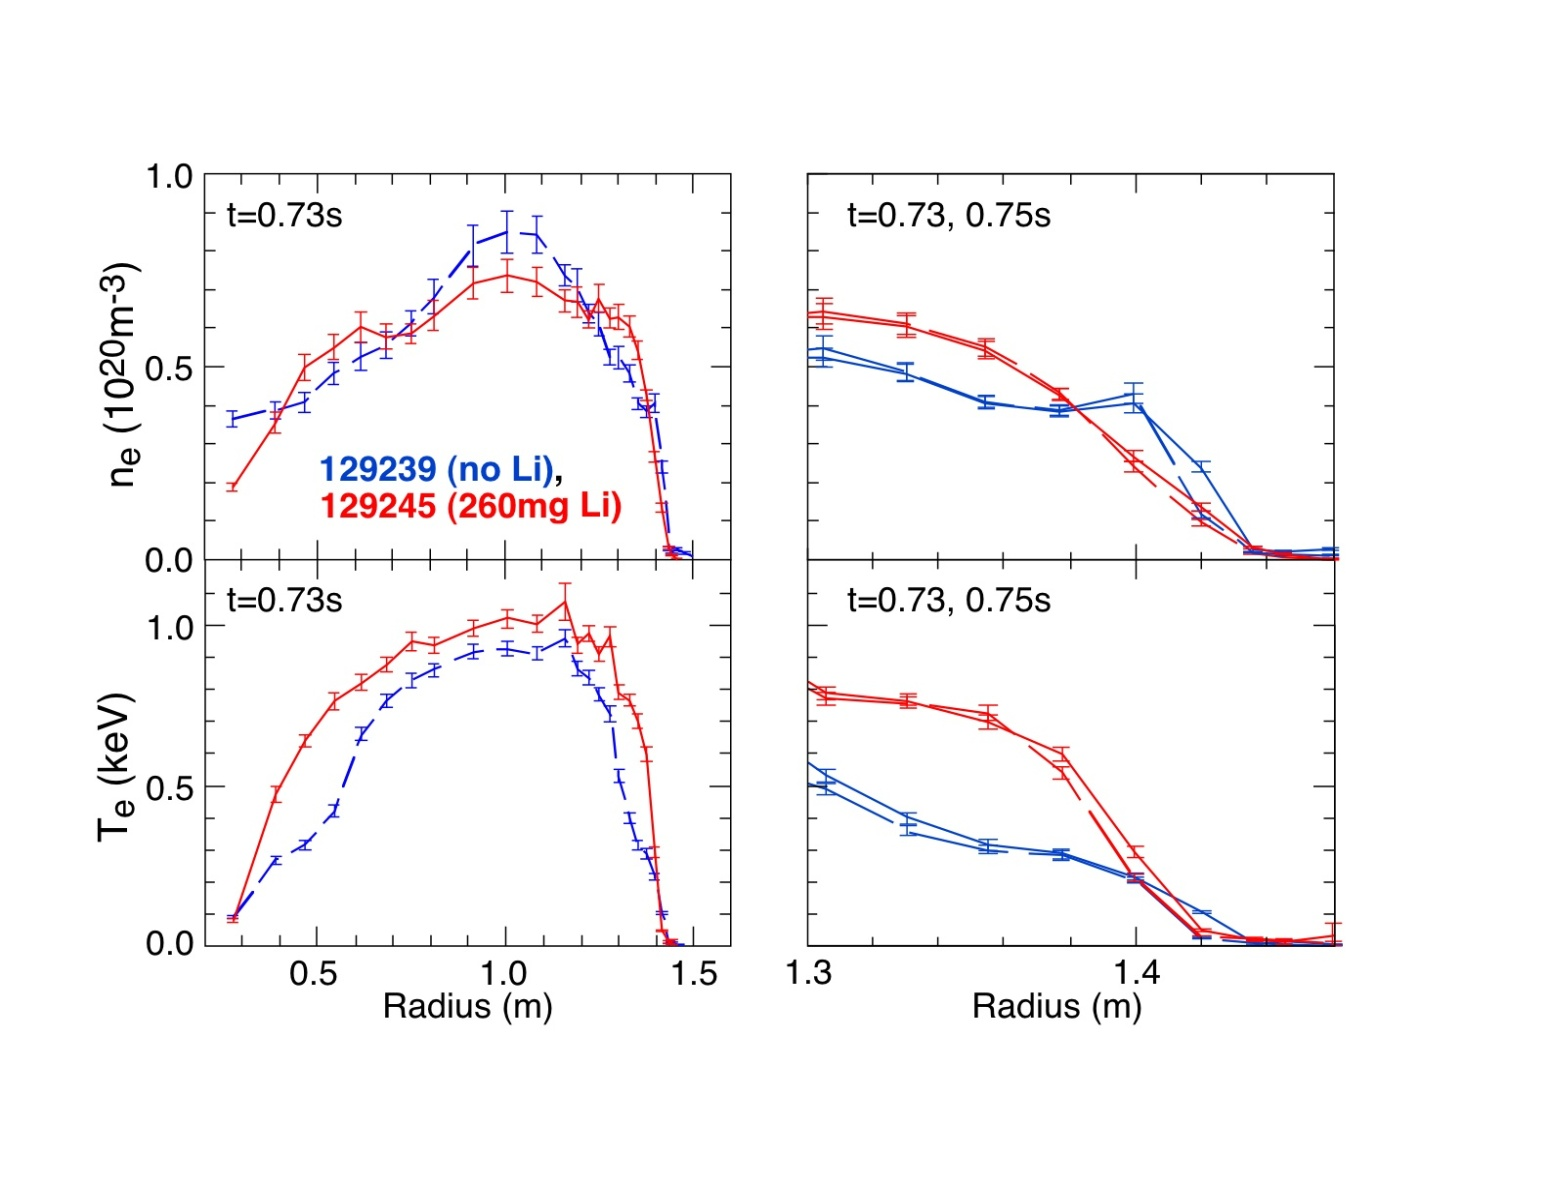 1.0
t=0.73s
t=0.73, 0.75s
ne (1020m-3)
0.5
129239 (no Li),
129245 (260mg Li)
0.0
t=0.73s
t=0.73, 0.75s
1.0
Te (keV)
0.5
0.0
0.5 1.0 1.5
1.3 1.4
Radius (m)
Radius (m)